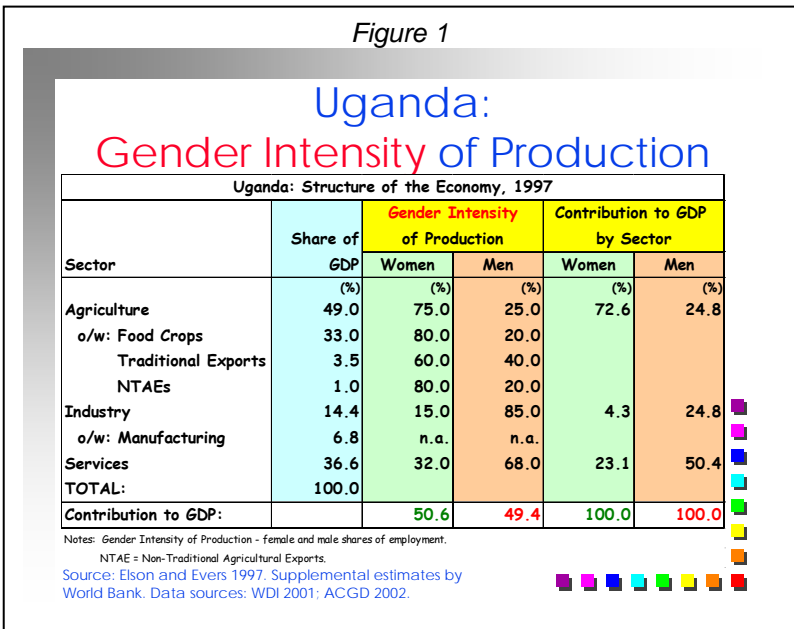 Figure 1
Uganda:
Gender Intensity of Production
Uganda: Structure of the Economy, 1997
Gender Intensity Contribution to GDP
Share of of Production by Sector
Sector GDP Women Men Women Men
(%) (%) (%) (%) (%)
Agriculture 49.0 75.0 25.0 72.6 24.8
o/w: Food Crops 33.0 80.0 20.0
Traditional Exports 3.5 60.0 40.0
NTAEs 1.0 80.0 20.0
Industry 14.4 15.0 85.0 4.3 24.8
o/w: Manufacturing 6.8 n.a. n.a.
Services 36.6 32.0 68.0 23.1 50.4
TOTAL: 100.0
Contribution to GDP: 50.6 49.4 100.0 100.0
Notes: Gender Intensity of Production - female and male shares of employment.
NTAE = Non-Traditional Agricultural Exports.
Source: Elson and Evers 1997. Supplemental estimates by
World Bank. Data sources: WDI 2001; ACGD 2002.